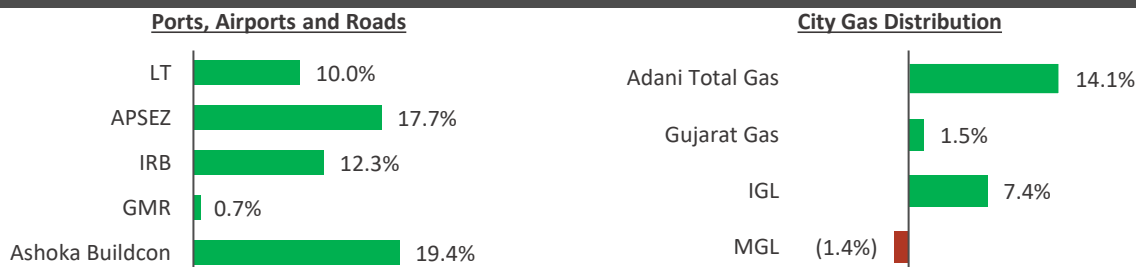 Ports, Airports and Roads
LT 10.0%
APSEZ 17.7%
IRB 12.3%
GMR 0.7%
Ashoka Buildcon 19.4%
City Gas Distribution
Adani Total Gas 14.1%
Gujarat Gas 1.5%
IGL 7.4%
MGL (1.4%)